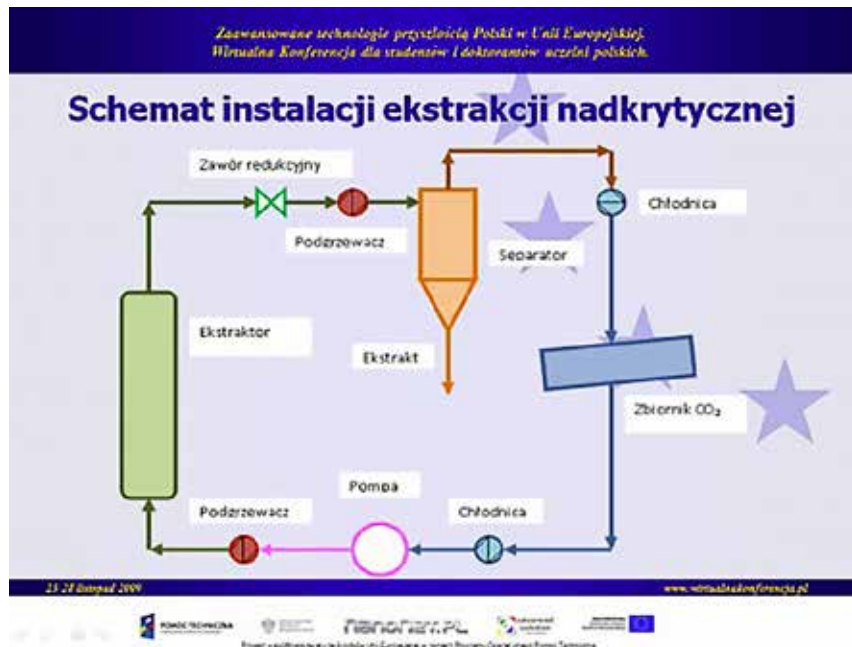 Zaawansowane technologie przyszłością Polski w Unii Europejskiej.
Wirtualna Konferencja dla studentów i doktorantów uczelni polskich.
Schemat instalacji ekstrakcji nadkrytycznej
Zawór redukcyjny
Chłodnica
Podgrzewacz
Separator
Ekstraktor
Ekstrakt
Zbiornik CO₂
Pompa
Podgrzewacz
Chłodnica
23-28 listopad 2009
www.wirtualnakonferencja.pl
POMOC TECHNICZNA
nanonet.PL